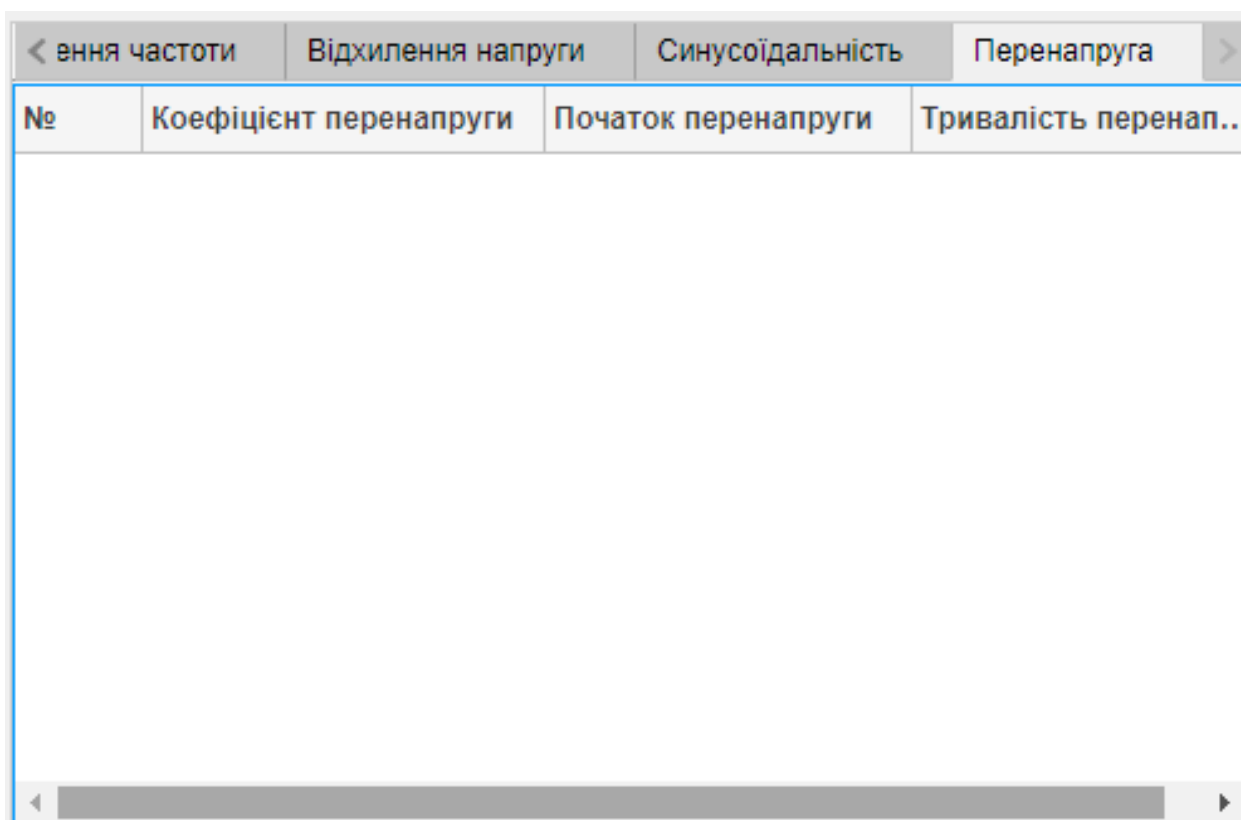 ення частоти Відхилення напруги Синусоїдальність Перенапруга
№ Коефіцієнт перенапруги Початок перенапруги Тривалість перенап..